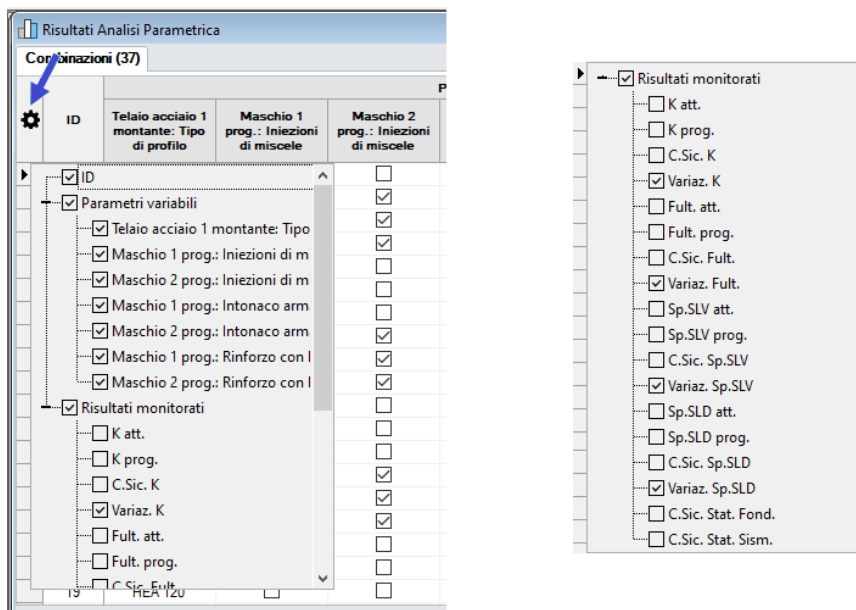 Risultati Analisi Parametrica
Combinazioni (37)
P
ID
Telaio acciaio 1
montante: Tipo
di profilo
Maschio 1
prog.: Iniezioni
di miscele
Maschio 2
prog.: Iniezioni
di miscele
ID
Parametri variabili
Telaio acciaio 1 montante: Tipo
Maschio 1 prog.: Iniezioni di m
Maschio 2 prog.: Iniezioni di m
Maschio 1 prog.: Intonaco arm
Maschio 2 prog.: Intonaco arm
Maschio 1 prog.: Rinforzo con l
Maschio 2 prog.: Rinforzo con l
Risultati monitorati
K att.
K prog.
C.Sic. K
Variaz. K
Fult. att.
Fult. prog.
C.Sic. Fult.
19 HEA 120
Risultati monitorati
K att.
K prog.
C.Sic. K
Variaz. K
Fult. att.
Fult. prog.
C.Sic. Fult.
Variaz. Fult.
Sp.SLV att.
Sp.SLV prog.
C.Sic. Sp.SLV
Variaz. Sp.SLV
Sp.SLD att.
Sp.SLD prog.
C.Sic. Sp.SLD
Variaz. Sp.SLD
C.Sic. Stat. Fond.
C.Sic. Stat. Sism.